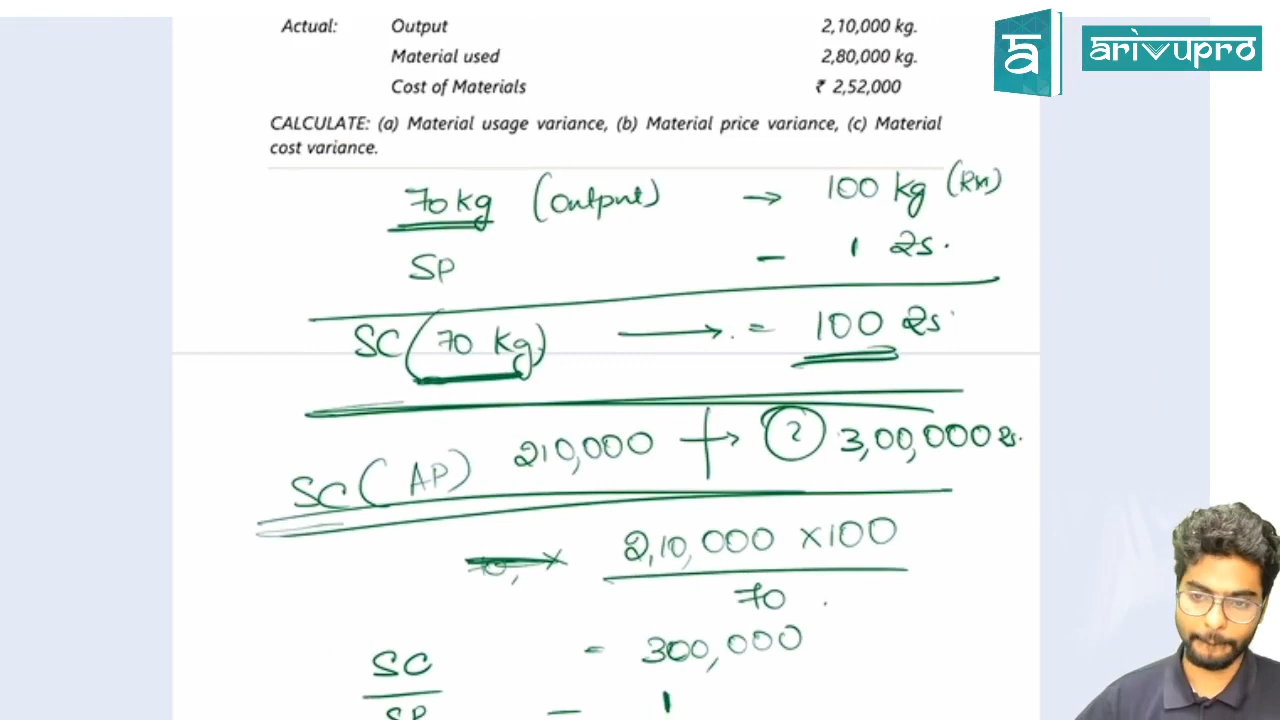 Actual: Output 2,10,000 kg.
Material used 2,80,000 kg.
Cost of Materials ₹ 2,52,000
CALCULATE: (a) Material usage variance, (b) Material price variance, (c) Material
cost variance.
arivupro
70 kg (Output) → 100 kg (RM)
SP – 1 Rs.
SC (70 kg) → = 100 Rs
SC (AP) 210,000 → ? 3,00,000 Rs.
2,10,000 x100
70
SC = 300,000
SP – 1